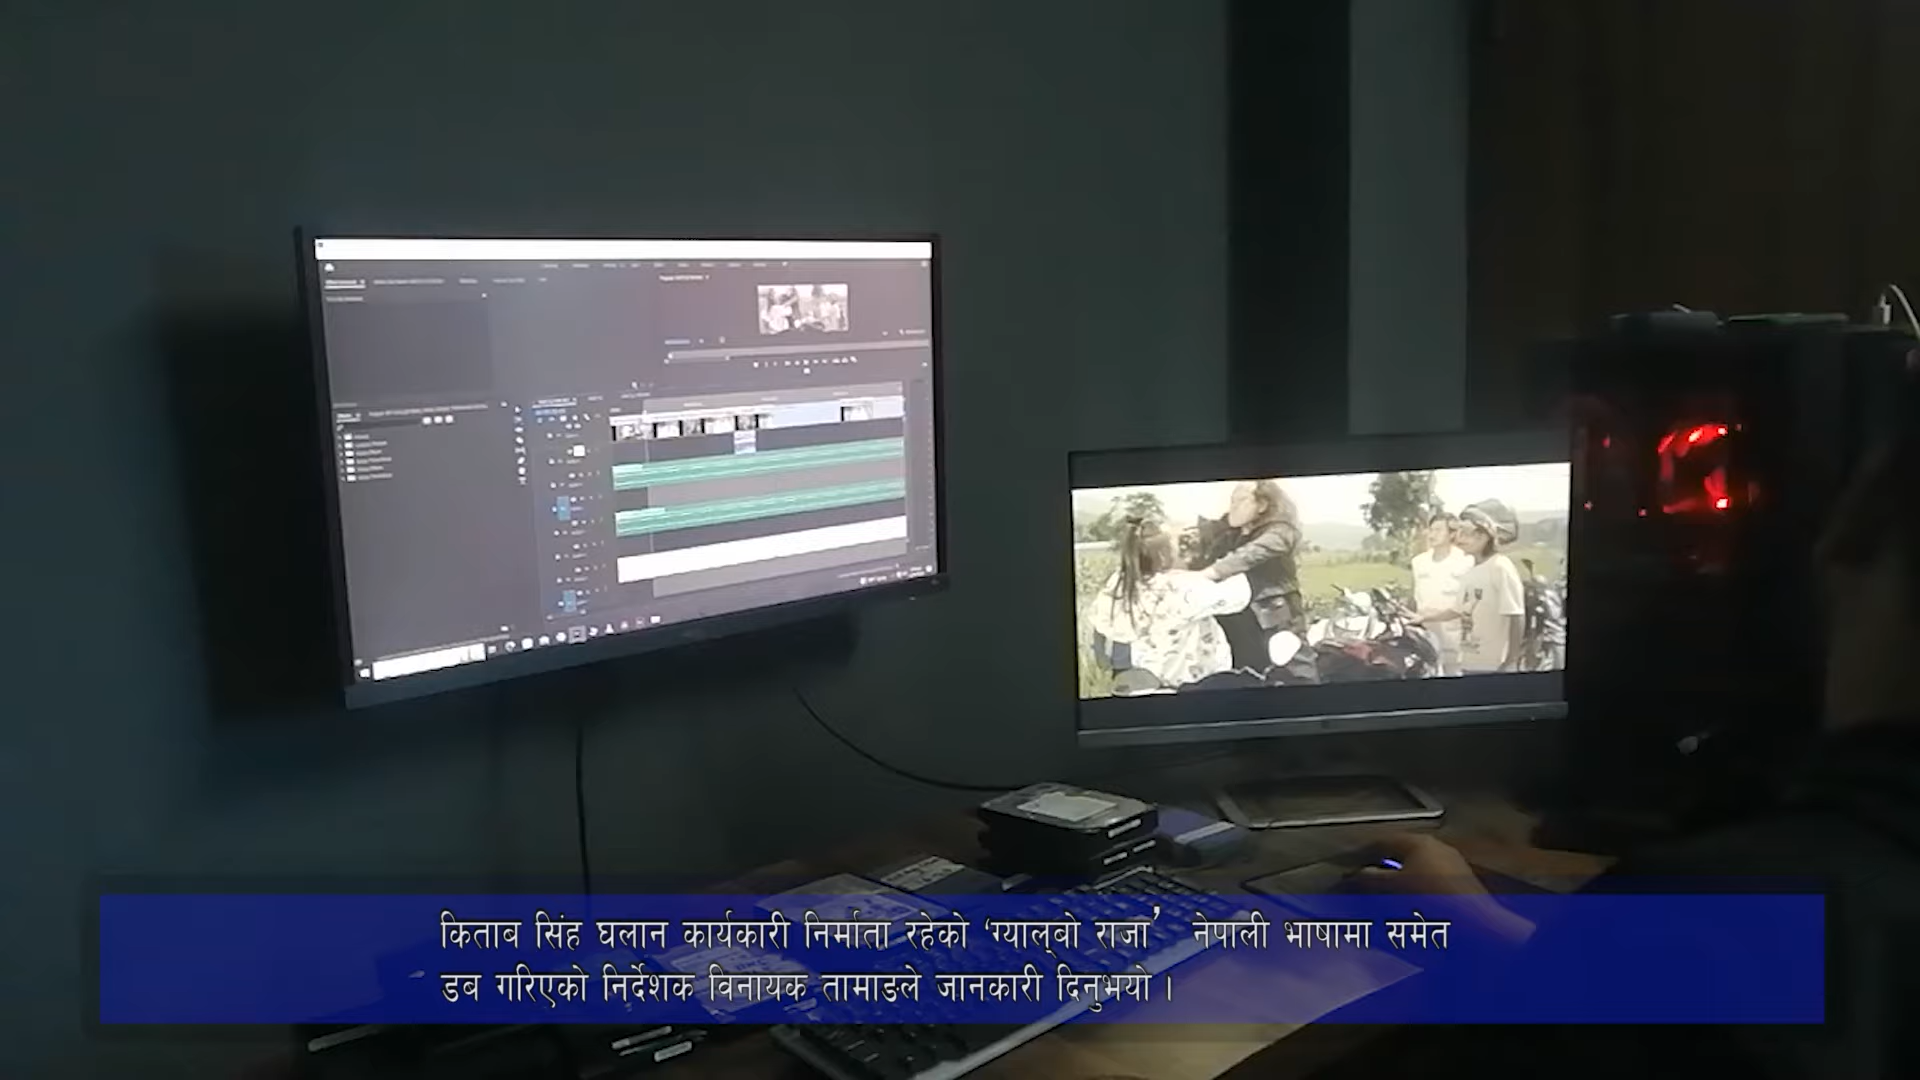 किताब सिंह घलान कार्यकारी निर्माता रहेको ‘ग्याल्‌बो राजा’ नेपाली भाषामा समेत
डब गरिएको निर्देशक विनायक तामाङले जानकारी दिनुभयो ।